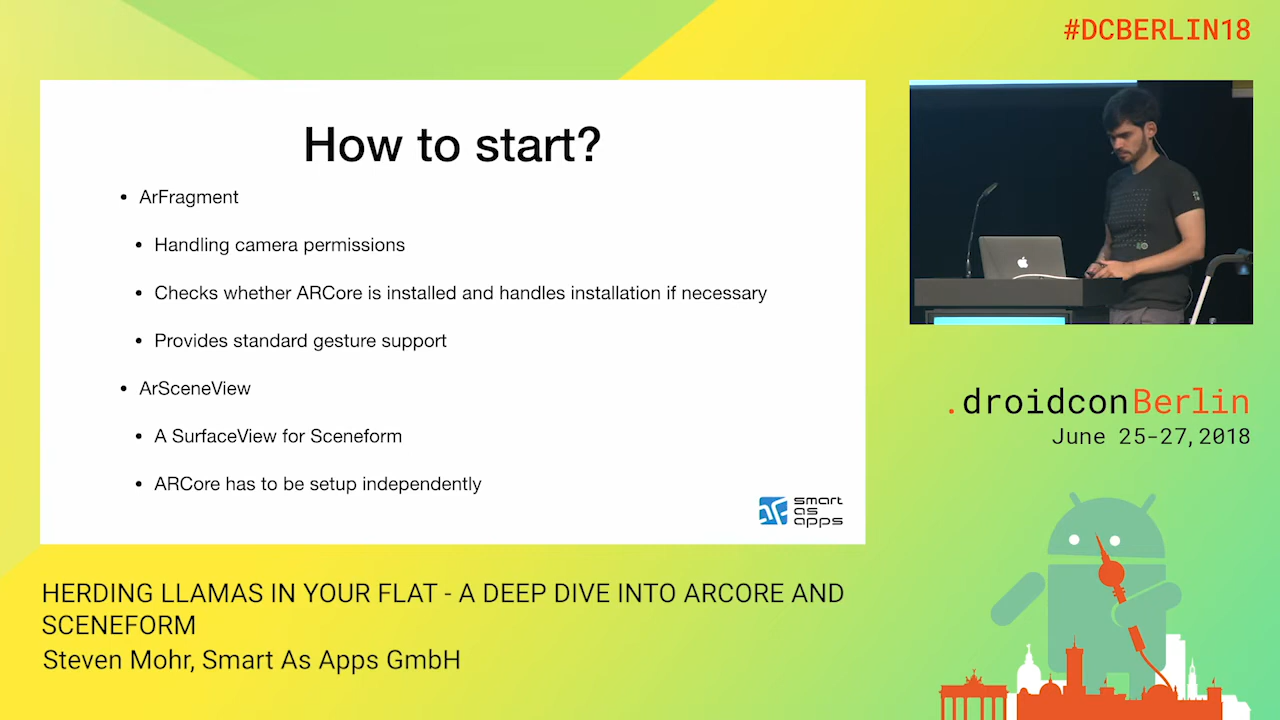 #DCBERLIN18
How to start?
• ArFragment
• Handling camera permissions
• Checks whether ARCore is installed and handles installation if necessary
• Provides standard gesture support
• ArSceneView
• A SurfaceView for Sceneform
• ARCore has to be setup independently
smart
as
apps
.droidconBerlin
June 25-27,2018
HERDING LLAMAS IN YOUR FLAT - A DEEP DIVE INTO ARCORE AND
SCENEFORM
Steven Mohr, Smart As Apps GmbH